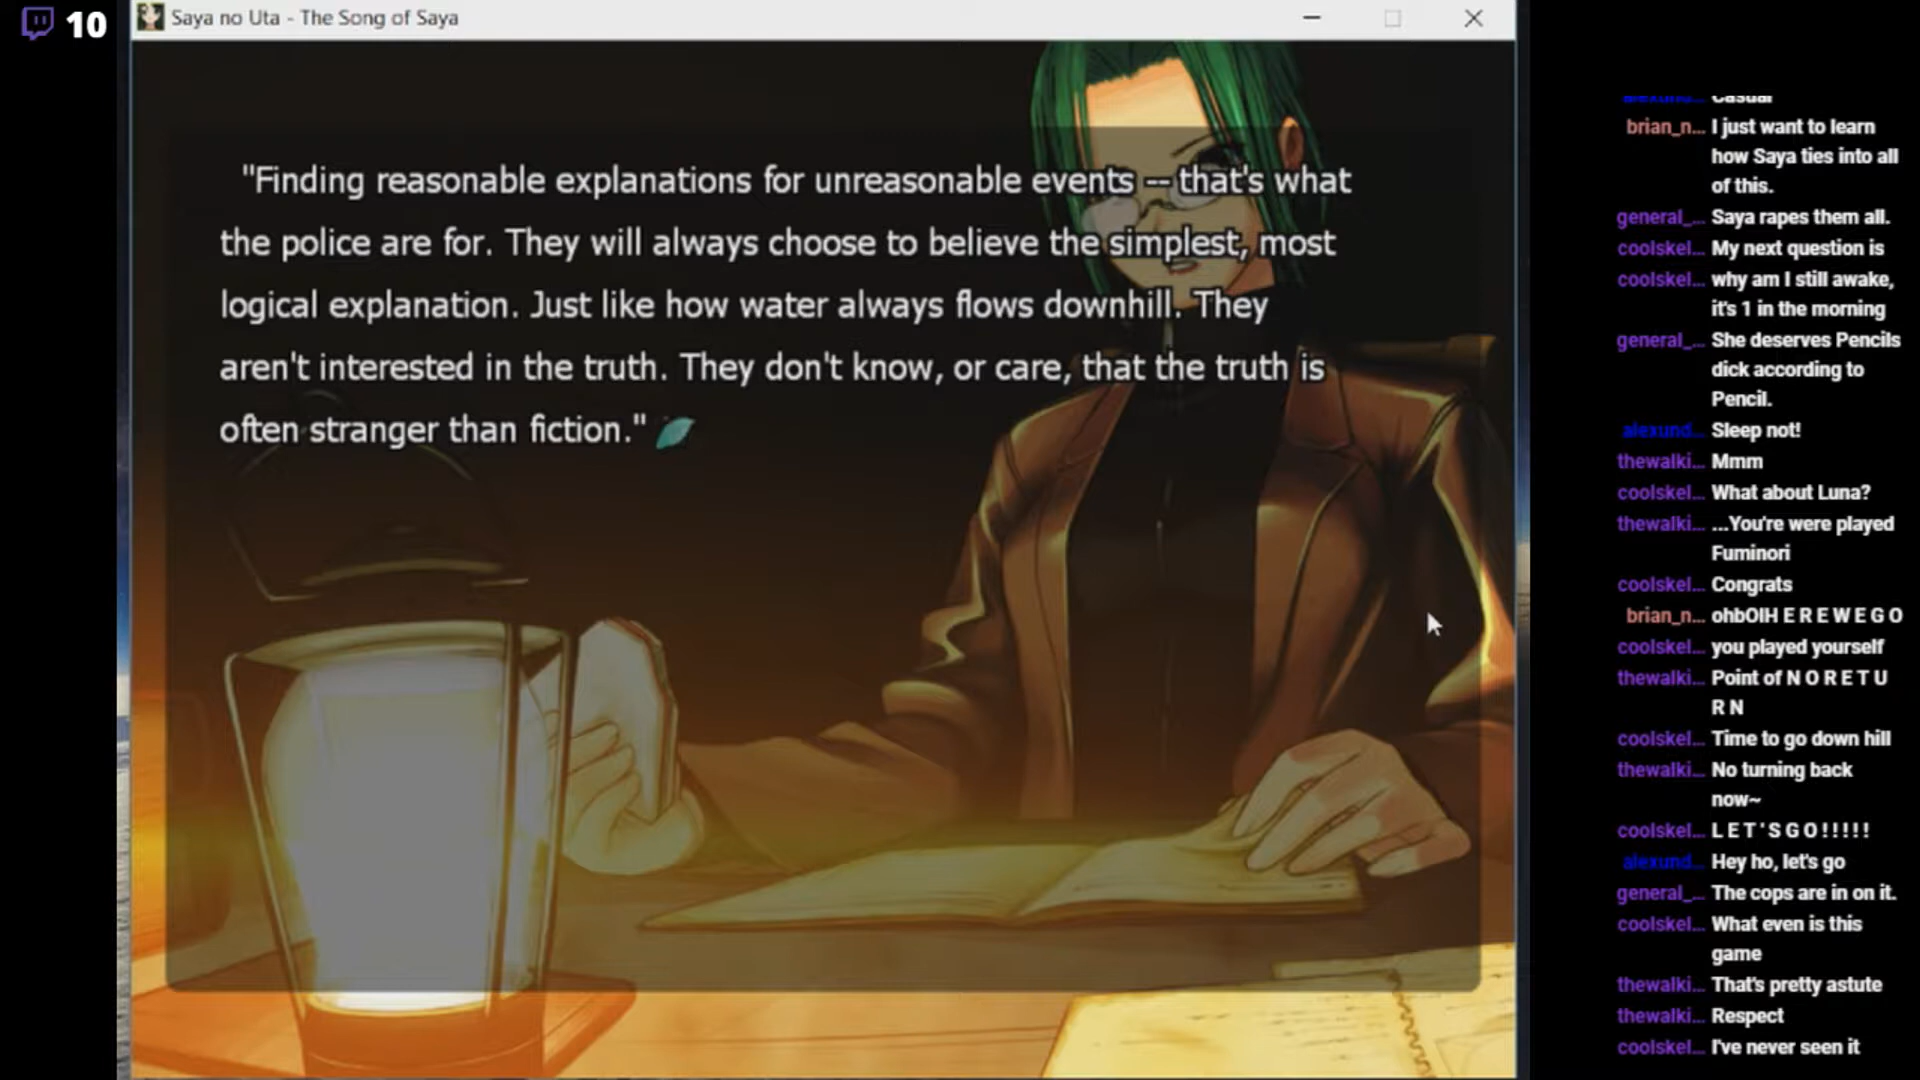 10
Saya no Uta - The Song of Saya
"Finding reasonable explanations for unreasonable events -- that's what
the police are for. They will always choose to believe the simplest, most
logical explanation. Just like how water always flows downhill. They
aren't interested in the truth. They don't know, or care, that the truth is
often stranger than fiction."
Casual
brian_n... I just want to learn
how Saya ties into all
of this.
general_... Saya rapes them all.
coolskel... My next question is
coolskel... why am I still awake,
it's 1 in the morning
general_... She deserves Pencils
dick according to
Pencil.
alexund... Sleep not!
thewalki... Mmm
coolskel... What about Luna?
thewalki... ...You're were played
Fuminori
coolskel... Congrats
brian_n... ohbOIH E R E W E G O
coolskel... you played yourself
thewalki... Point of N O R E T U
R N
coolskel... Time to go down hill
thewalki... No turning back
now~
coolskel... L E T ' S G O ! ! ! ! !
alexund... Hey ho, let's go
general_... The cops are in on it.
coolskel... What even is this
game
thewalki... That's pretty astute
thewalki... Respect
coolskel... I've never seen it